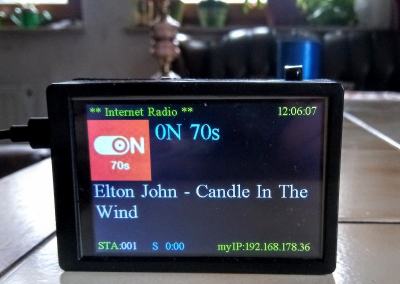 ** Internet Radio ** 12:06:07
0N 70s
ON
70s
Elton John - Candle In The
Wind
STA:001 S 0:00 myIP:192.168.178.36